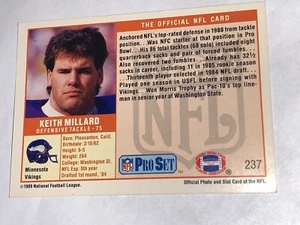 THE OFFICIAL NFL CARD
Anchored NFL's top-rated defense in 1988 from tackle
position. Was NFC starter at that position in Pro
Bowl. His 86 total tackles (58 solo) included eight
quarterback sacks and pair of forced fumbles.
Also recovered two fumbles. Already has 32½
sacks in career, including 11 in 1985 rookie season.
Thirteenth player selected in 1984 NFL draft.
Played one season in USFL before signing with
Vikings. Won Morris Trophy as Pac-10's top line-
man in senior year at Washington State.
KEITH MILLARD
DEFENSIVE TACKLE - 75
Minnesota
Vikings
Born: Pleasanton, Calif.
Birthdate: 3/18/62
Height: 6-5
Weight: 264
College: Washington St.
NFL Exp: 5th year
Drafted 1st round, '84
NFL
PRO SET
237
© 1989 National Football League.
Official Photo and Stat Card of the NFL.